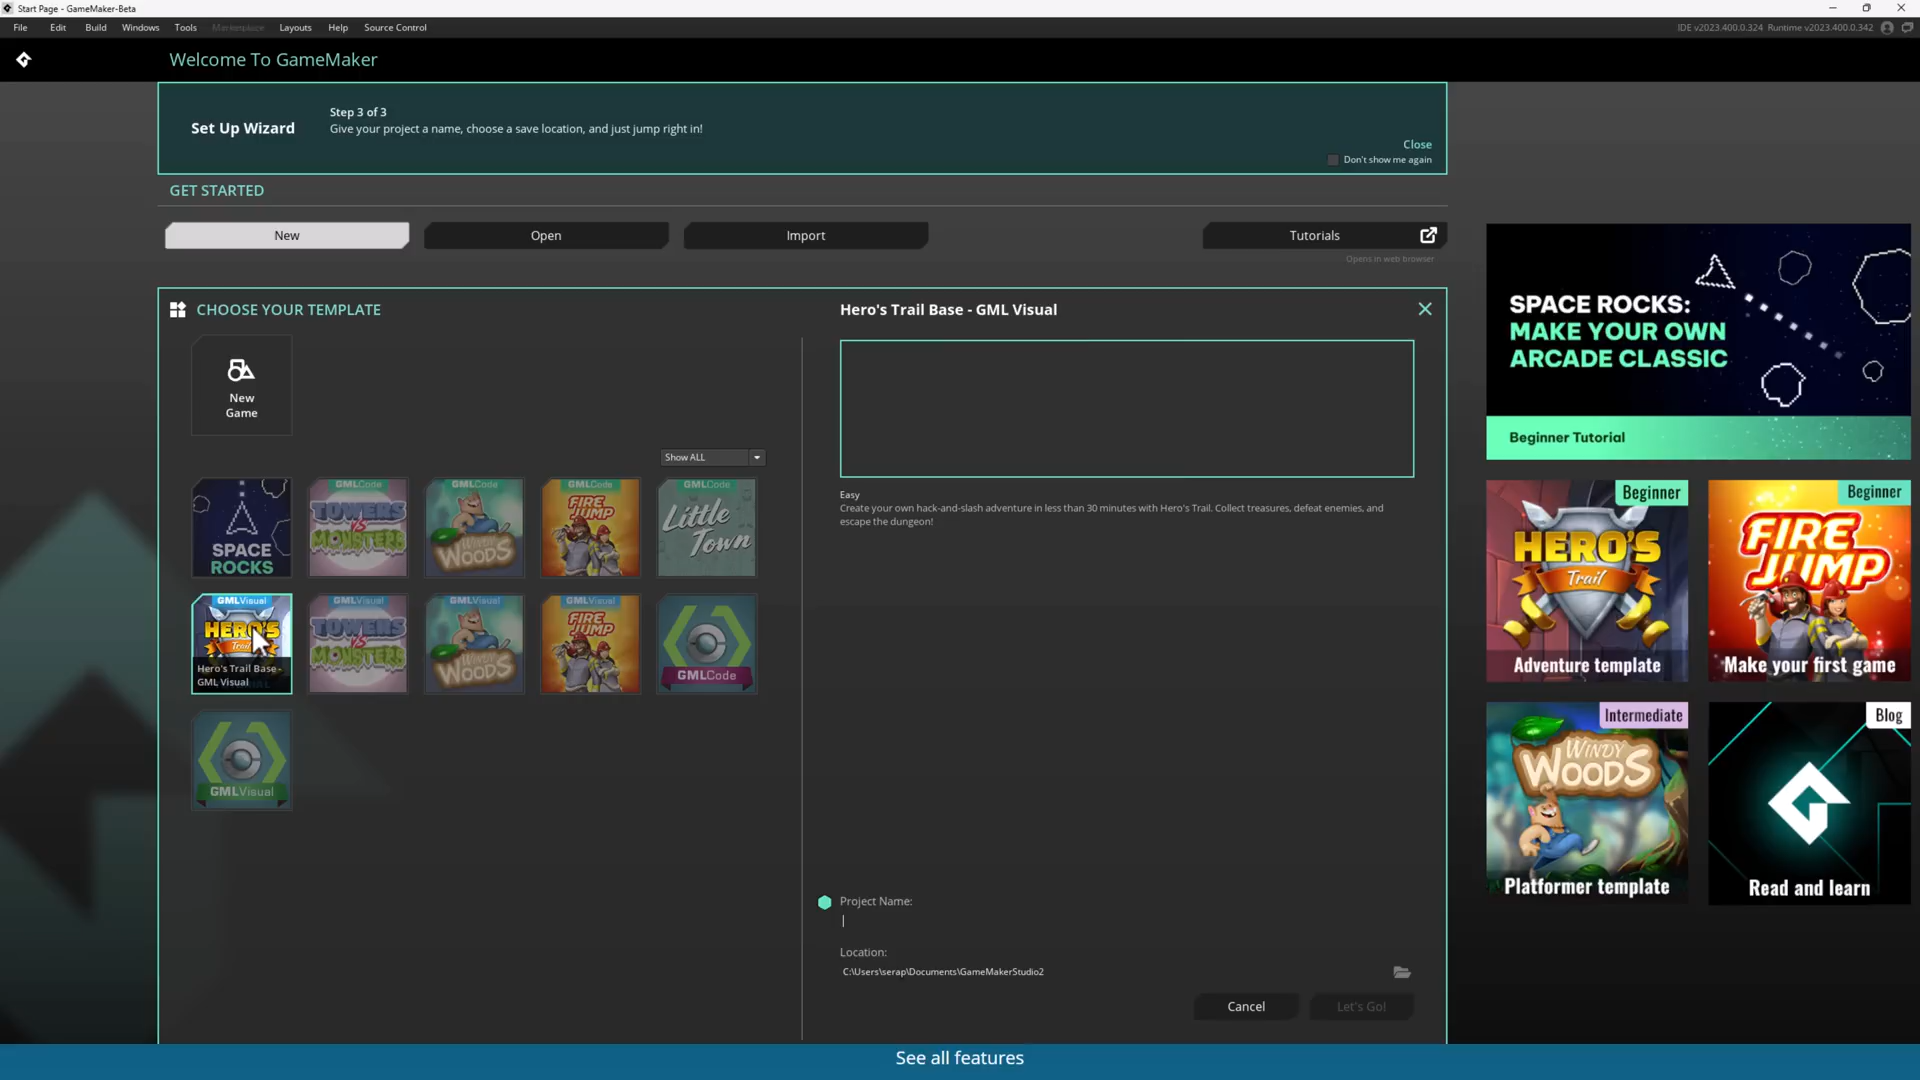 Start Page - GameMaker-Beta
File Edit Build Windows Tools Marketplace Layouts Help Source Control
IDE v2023.400.0.324 Runtime v2023.400.0.342
Welcome To GameMaker
Set Up Wizard
Step 3 of 3
Give your project a name, choose a save location, and just jump right in!
Close
Don't show me again
GET STARTED
New
Open
Import
Tutorials
Opens in web browser
CHOOSE YOUR TEMPLATE
New
Game
Show ALL
SPACE
ROCKS
GMLCode
TOWERS
VS
MONSTERS
GMLCode
WINDY
WOODS
GMLCode
FIRE
JUMP
GMLCode
Little
Town
GMLVisual
HERO'S
Trail
Hero's Trail Base -
GML Visual
GMLVisual
TOWERS
VS
MONSTERS
GMLVisual
WINDY
WOODS
GMLVisual
FIRE
JUMP
GMLCode
GMLVisual
Hero's Trail Base - GML Visual
Easy
Create your own hack-and-slash adventure in less than 30 minutes with Hero's Trail. Collect treasures, defeat enemies, and
escape the dungeon!
Project Name:
Location:
C:\Users\serap\Documents\GameMakerStudio2
Cancel
Let's Go!
SPACE ROCKS:
MAKE YOUR OWN
ARCADE CLASSIC
Beginner Tutorial
Beginner
HERO'S
Trail
Adventure template
Beginner
FIRE
JUMP
Make your first game
Intermediate
WINDY
WOODS
Platformer template
Blog
Read and learn
See all features